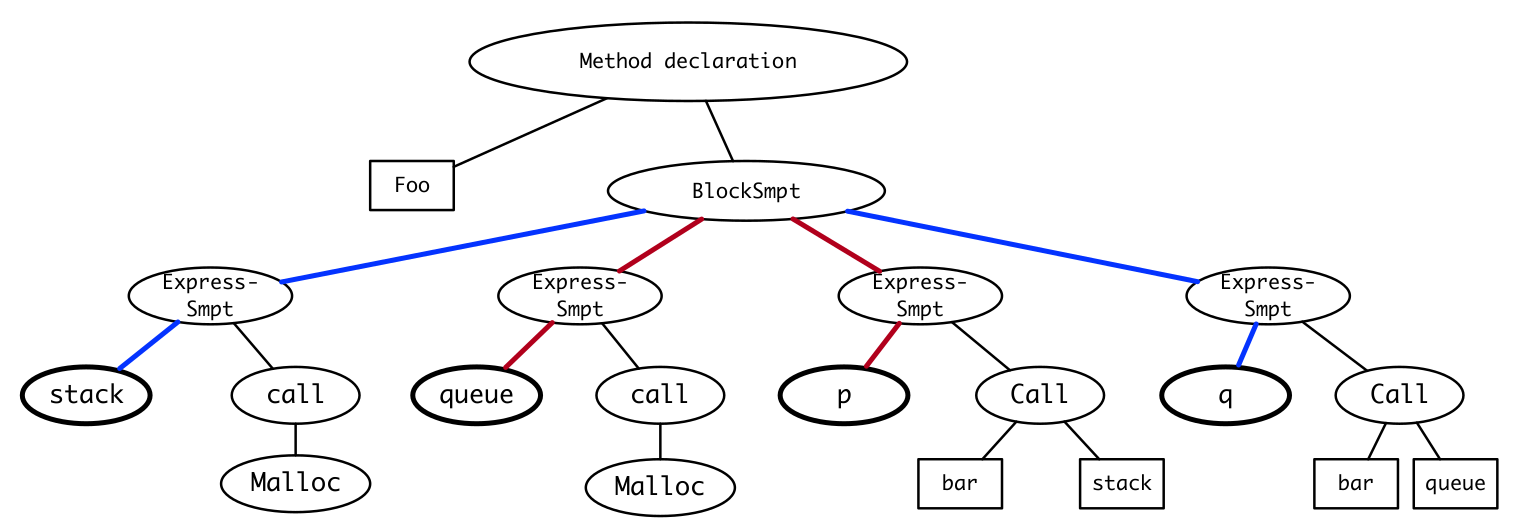 Method declaration
Foo
BlockSmpt
Express-
Smpt
Express-
Smpt
Express-
Smpt
Express-
Smpt
stack
call
queue
call
p
Call
q
Call
Malloc
Malloc
bar
stack
bar
queue